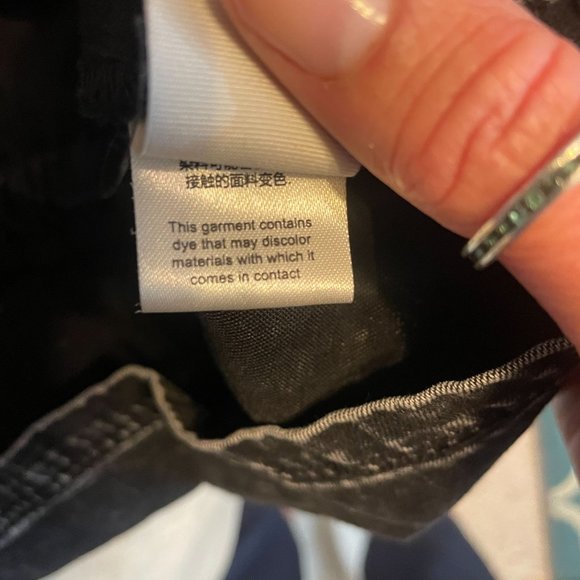 接触的面料变色.
This garment contains
dye that may discolor
materials with which it
comes in contact